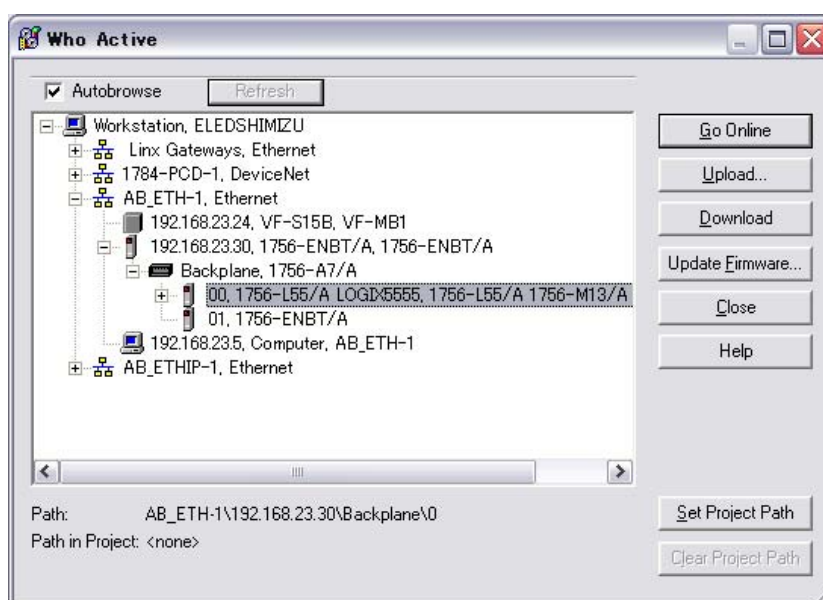 Who Active
Autobrowse
Refresh
Workstation, ELEDSHIMIZU
Linx Gateways, Ethernet
1784-PCD-1, DeviceNet
AB_ETH-1, Ethernet
192.168.23.24, VF-S15B, VF-MB1
192.168.23.30, 1756-ENBT/A, 1756-ENBT/A
Backplane, 1756-A7/A
00, 1756-L55/A LOGIX5555, 1756-L55/A 1756-M13/A
01, 1756-ENBT/A
192.168.23.5, Computer, AB_ETH-1
AB_ETHIP-1, Ethernet
Go Online
Upload...
Download
Update Firmware...
Close
Help
Path: AB_ETH-1\192.168.23.30\Backplane\0
Path in Project: <none>
Set Project Path
Clear Project Path